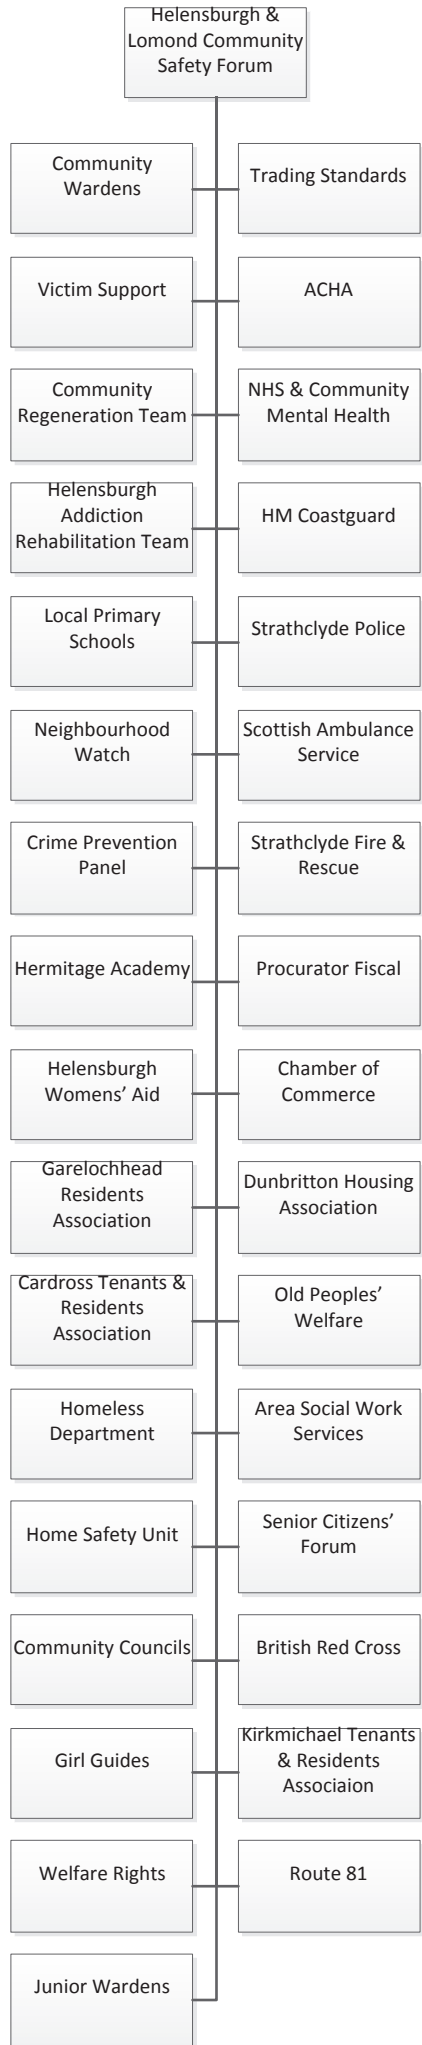 Helensburgh &
Lomond Community
Safety Forum
Community
Wardens
Trading Standards
Victim Support
ACHA
Community
Regeneration Team
NHS & Community
Mental Health
Helensburgh
Addiction
Rehabilitation Team
HM Coastguard
Local Primary
Schools
Strathclyde Police
Neighbourhood
Watch
Scottish Ambulance
Service
Crime Prevention
Panel
Strathclyde Fire &
Rescue
Hermitage Academy
Procurator Fiscal
Helensburgh
Womens’ Aid
Chamber of
Commerce
Garelochhead
Residents
Association
Dunbritton Housing
Association
Cardross Tenants &
Residents
Association
Old Peoples’
Welfare
Homeless
Department
Area Social Work
Services
Home Safety Unit
Senior Citizens’
Forum
Community Councils
British Red Cross
Girl Guides
Kirkmichael Tenants
& Residents
Associaion
Welfare Rights
Route 81
Junior Wardens